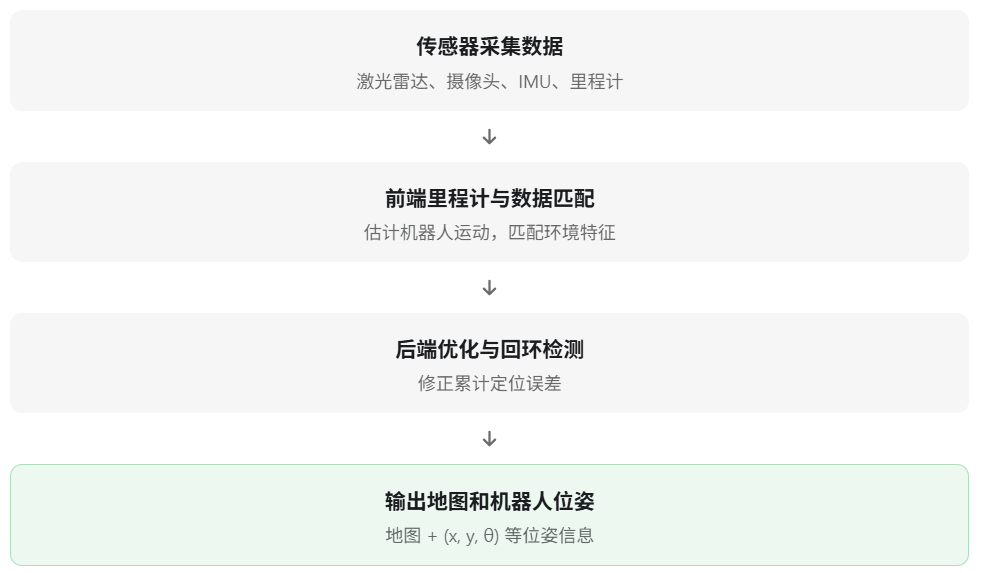 传感器采集数据
激光雷达、摄像头、IMU、里程计
↓
前端里程计与数据匹配
估计机器人运动，匹配环境特征
↓
后端优化与回环检测
修正累计定位误差
↓
输出地图和机器人位姿
地图 + (x, y, θ) 等位姿信息